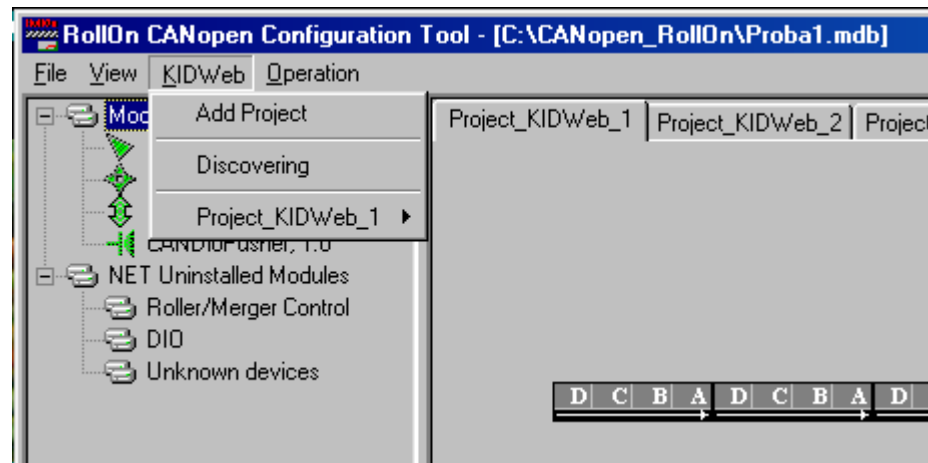 RollOn CANopen Configuration Tool - [C:\CANopen_RollOn\Proba1.mdb]
File View KIDWeb Operation
Add Project
Discovering
Project_KIDWeb_1
NET Uninstalled Modules
Roller/Merger Control
DIO
Unknown devices
Project_KIDWeb_1 Project_KIDWeb_2
D C B A D C B A D